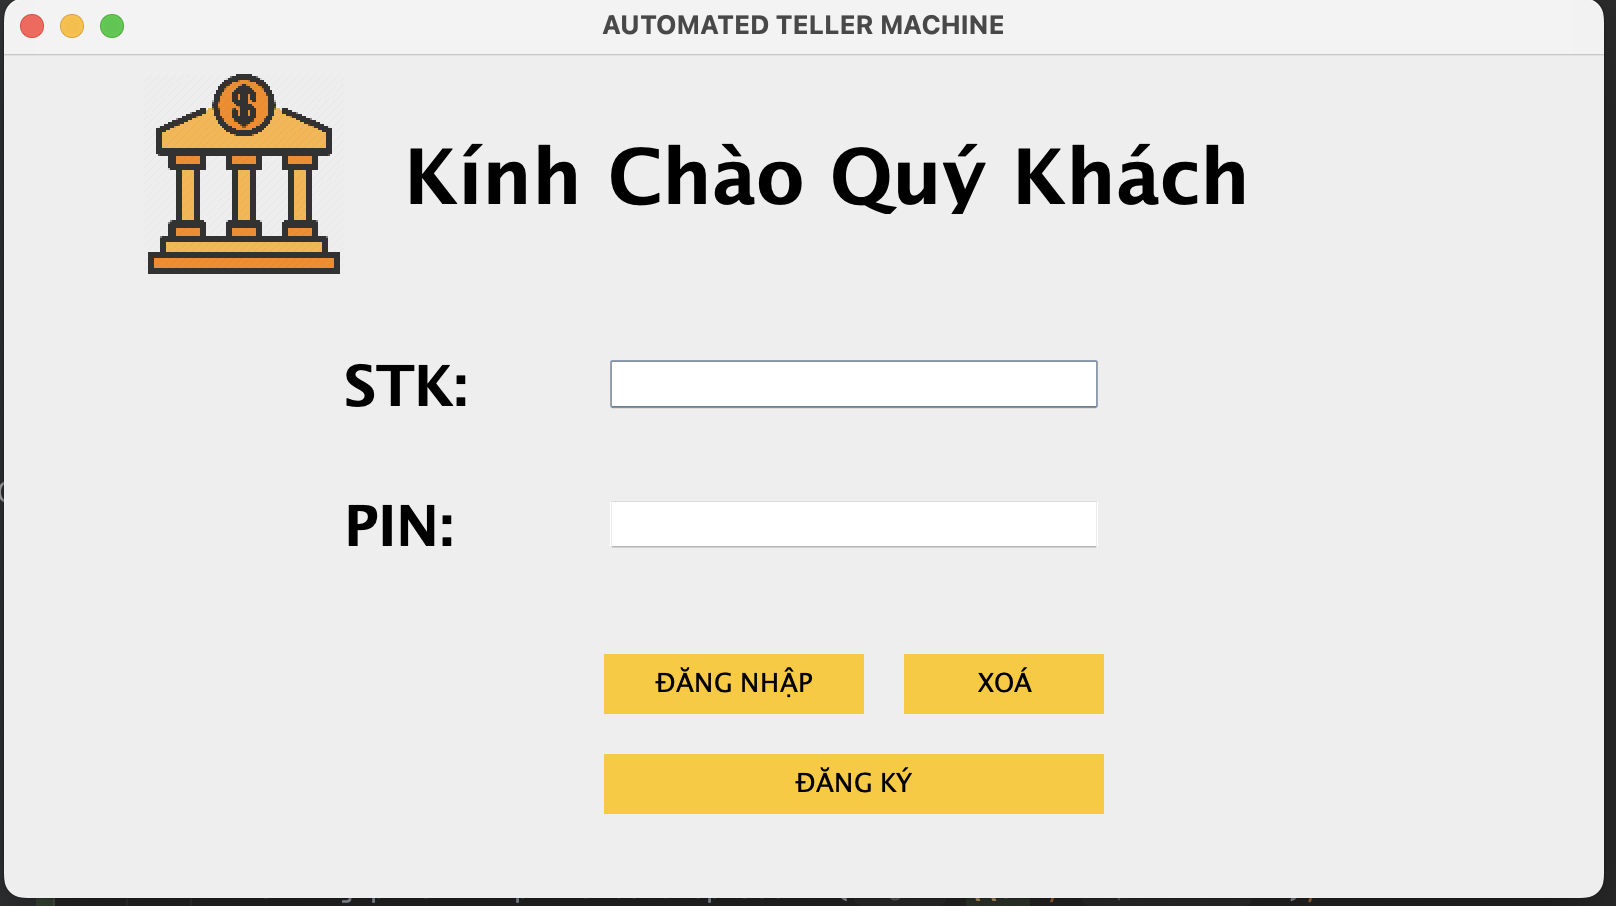 AUTOMATED TELLER MACHINE
$
Kính Chào Quý Khách
STK:
PIN:
ĐĂNG NHẬP XOÁ
ĐĂNG KÝ